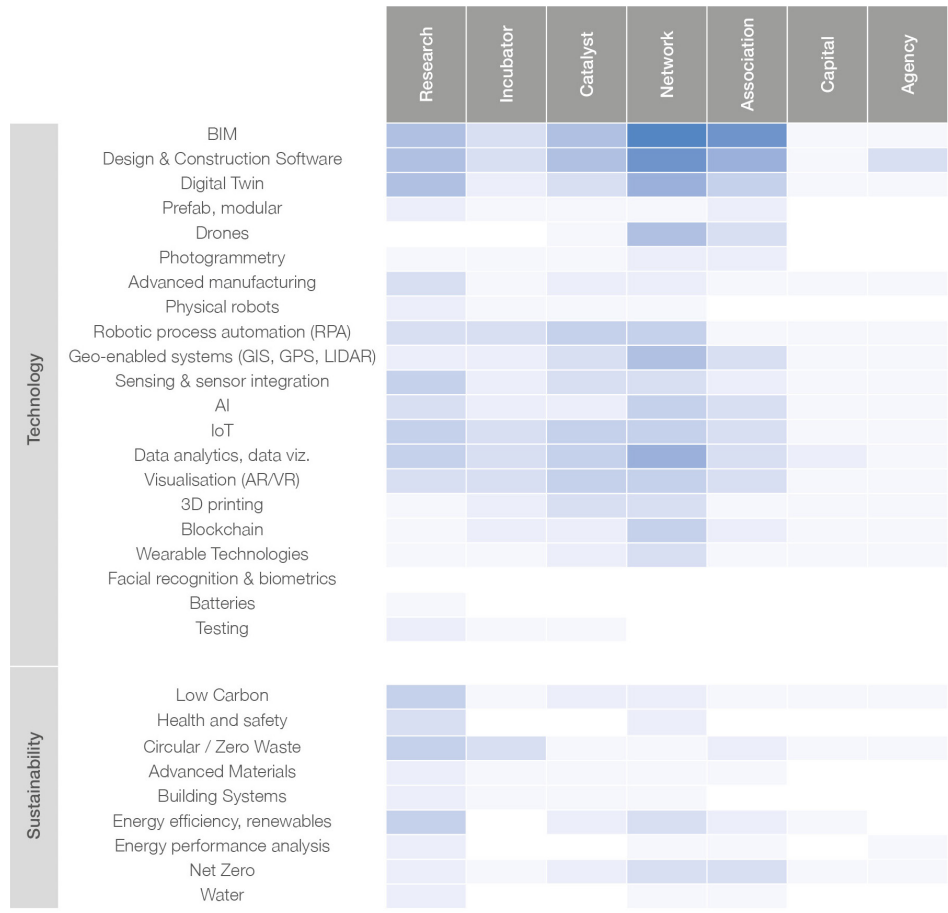 Research
Incubator
Catalyst
Network
Association
Capital
Agency
Technology
BIM
Design & Construction Software
Digital Twin
Prefab, modular
Drones
Photogrammetry
Advanced manufacturing
Physical robots
Robotic process automation (RPA)
Geo-enabled systems (GIS, GPS, LIDAR)
Sensing & sensor integration
AI
IoT
Data analytics, data viz.
Visualisation (AR/VR)
3D printing
Blockchain
Wearable Technologies
Facial recognition & biometrics
Batteries
Testing
Sustainability
Low Carbon
Health and safety
Circular / Zero Waste
Advanced Materials
Building Systems
Energy efficiency, renewables
Energy performance analysis
Net Zero
Water